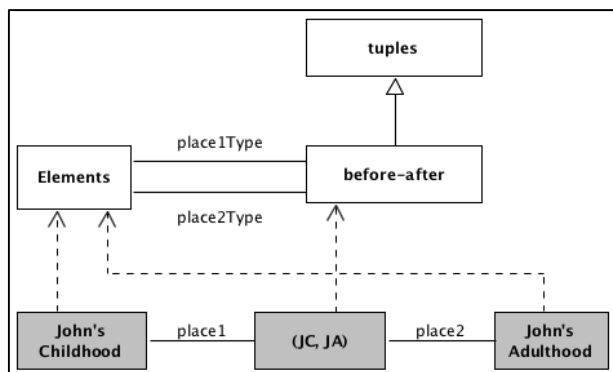 tuples
place1Type
Elements
before-after
place2Type
John's
Childhood
place1
(JC, JA)
place2
John's
Adulthood